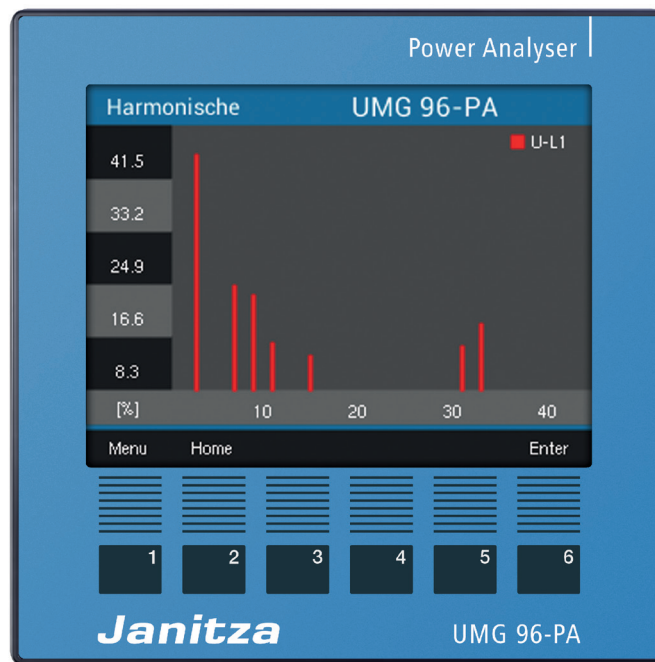 Power Analyser
Harmonische UMG 96-PA
U-L1
41.5
33.2
24.9
16.6
8.3
[%] 10 20 30 40
Menu Home Enter
1 2 3 4 5 6
Janitza UMG 96-PA